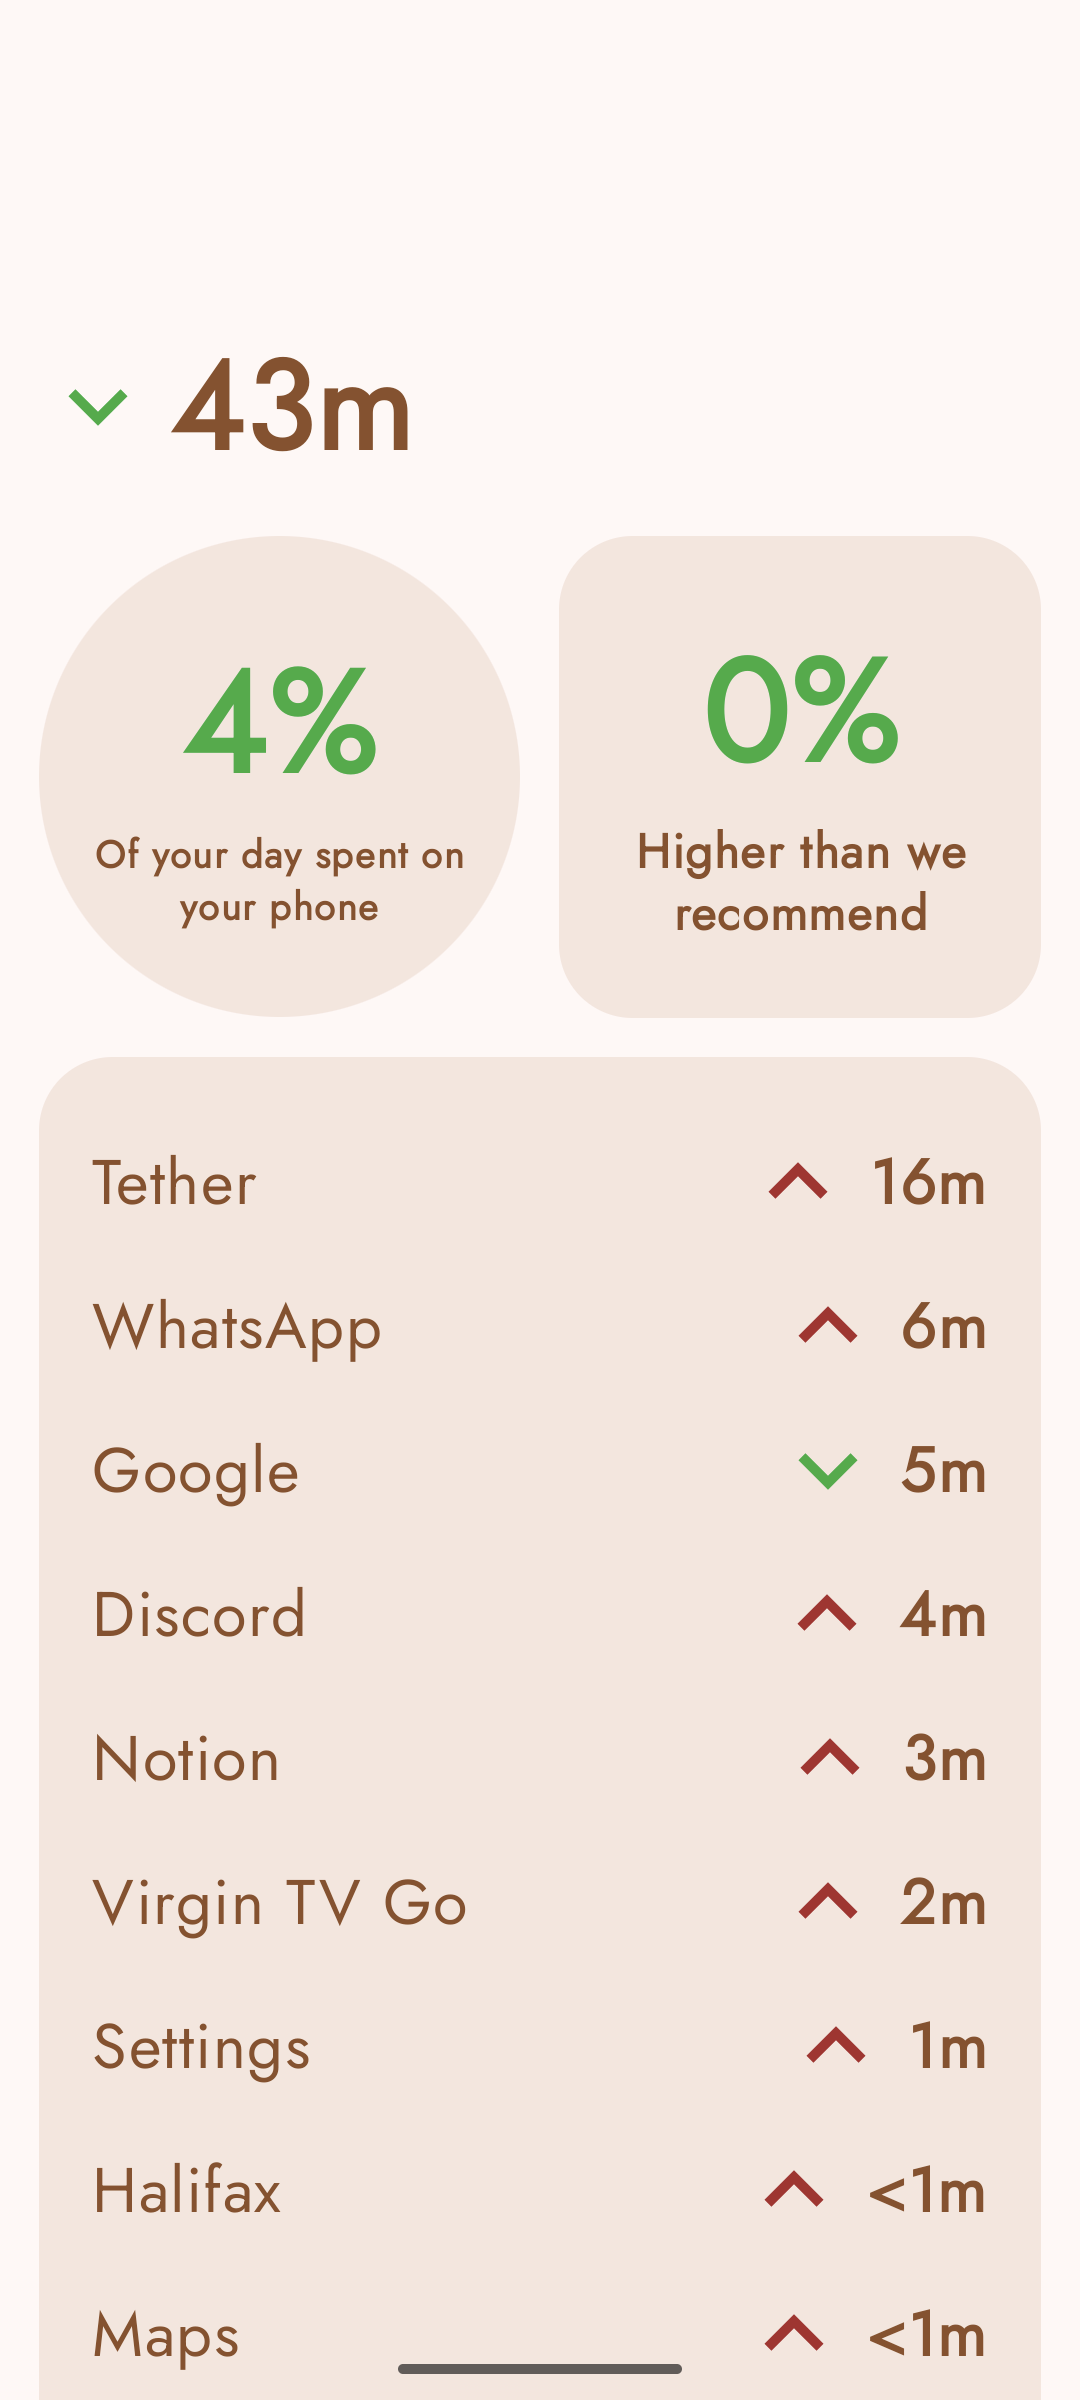 43m
4%
Of your day spent on
your phone
0%
Higher than we
recommend
Tether 16m
WhatsApp 6m
Google 5m
Discord 4m
Notion 3m
Virgin TV Go 2m
Settings 1m
Halifax <1m
Maps <1m